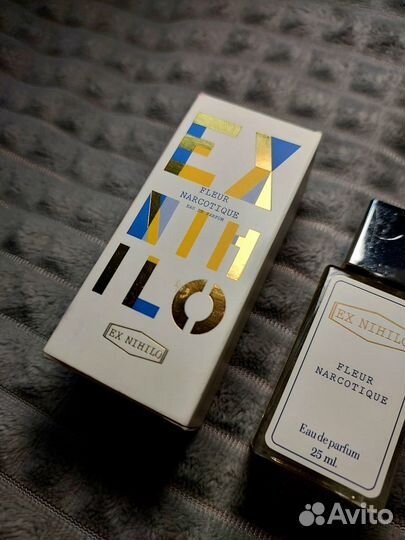 EX
FLEUR
NARCOTIQUE
EAU DE PARFUM
NIH
ILO
EX NIHILO
EX NIHILO
FLEUR
NARCOTIQUE
Eau de parfum
25 ml.
Avito